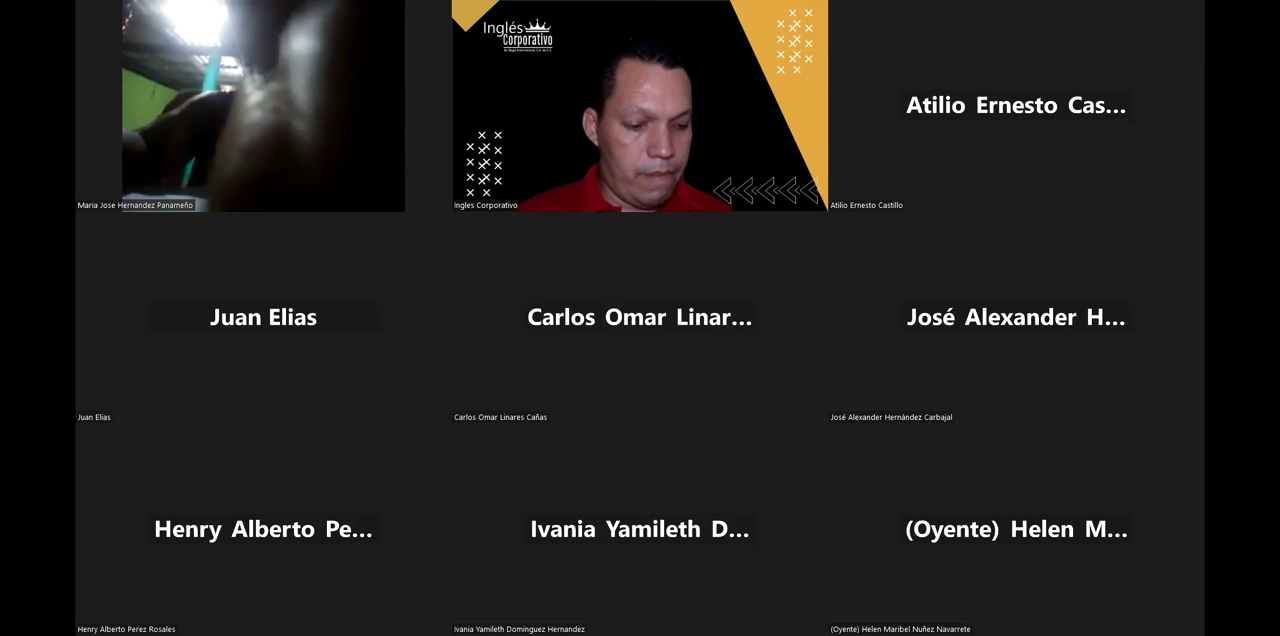 Inglés
Corporativo
Atilio Ernesto Cas...
Maria Jose Hernandez Panameño
Ingles Corporativo
Atilio Ernesto Castillo
Juan Elias
Carlos Omar Linar...
José Alexander H...
Juan Elias
Carlos Omar Linares Cañas
José Alexander Hernández Carbajal
Henry Alberto Pe...
Ivania Yamileth D...
(Oyente) Helen M...
Henry Alberto Perez Rosales
Ivania Yamileth Dominguez Hernandez
(Oyente) Helen Maribel Nuñez Navarrete